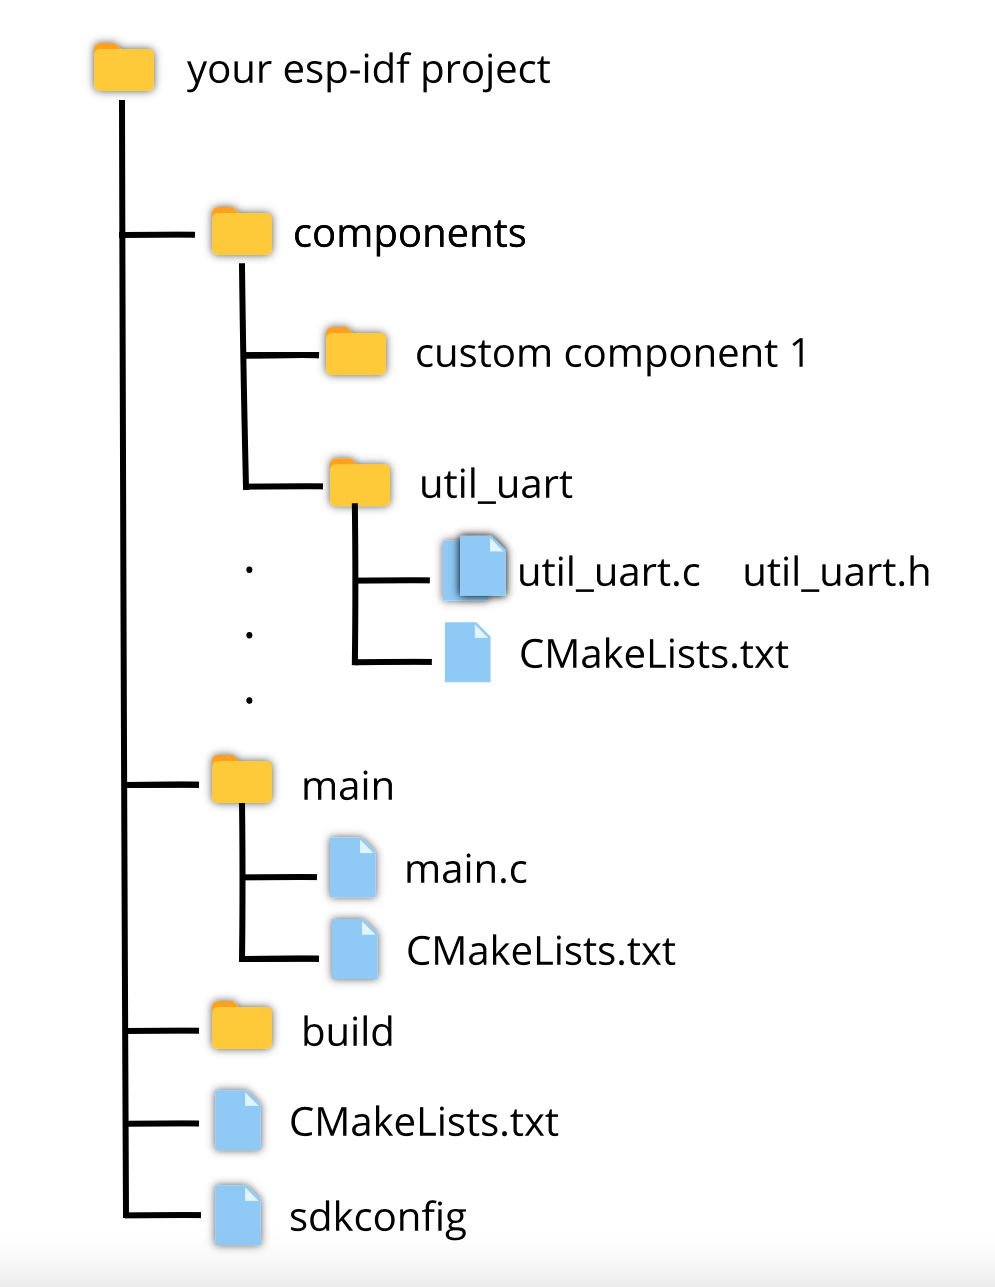 your esp-idf project
components
custom component 1
util_uart
util_uart.c util_uart.h
CMakeLists.txt
.
.
.
main
main.c
CMakeLists.txt
build
CMakeLists.txt
sdkconfig